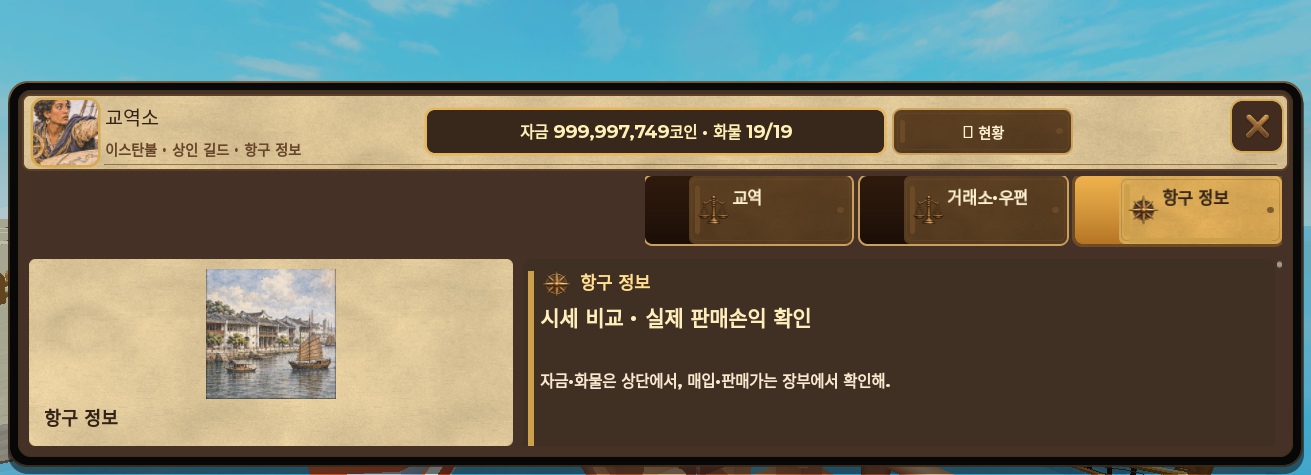 교역소
이스탄불 • 상인 길드 • 항구 정보
자금 999,997,749코인 • 화물 19/19
현황
교역
거래소•우편
항구 정보
항구 정보
항구 정보
시세 비교 • 실제 판매손익 확인
자금•화물은 상단에서, 매입•판매가는 장부에서 확인해.